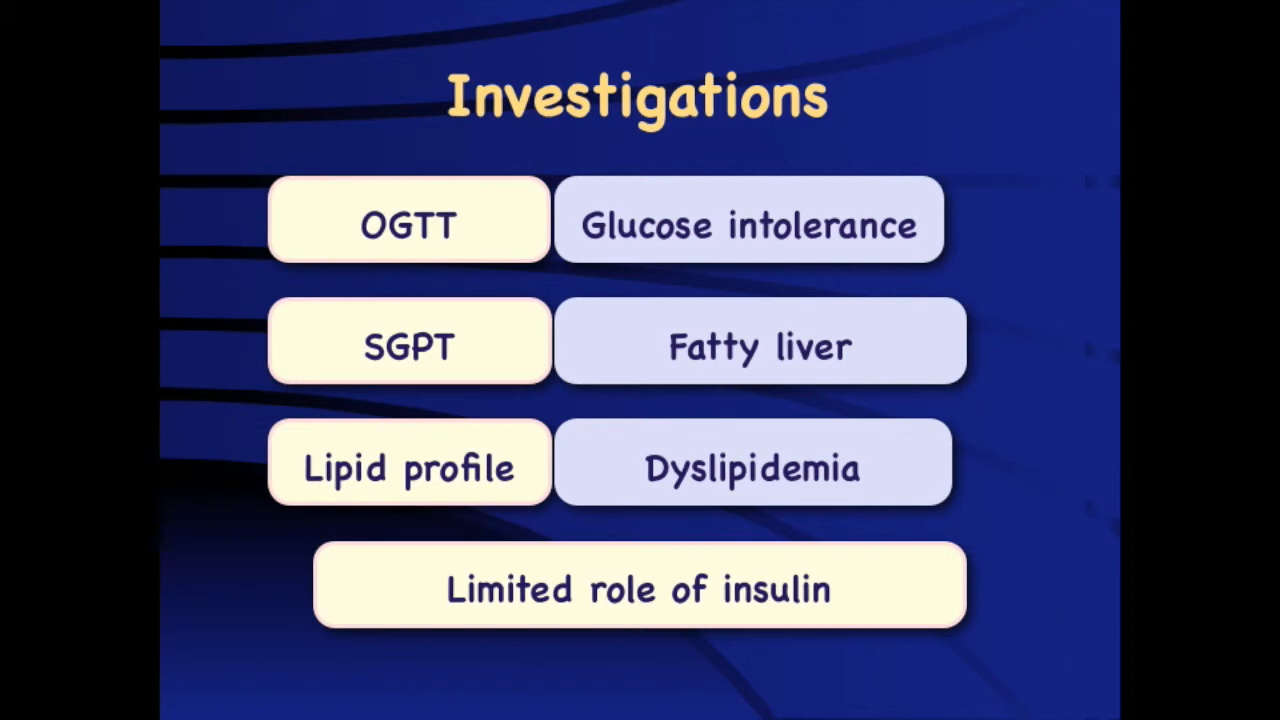 Investigations
OGTT Glucose intolerance
SGPT Fatty liver
Lipid profile Dyslipidemia
Limited role of insulin